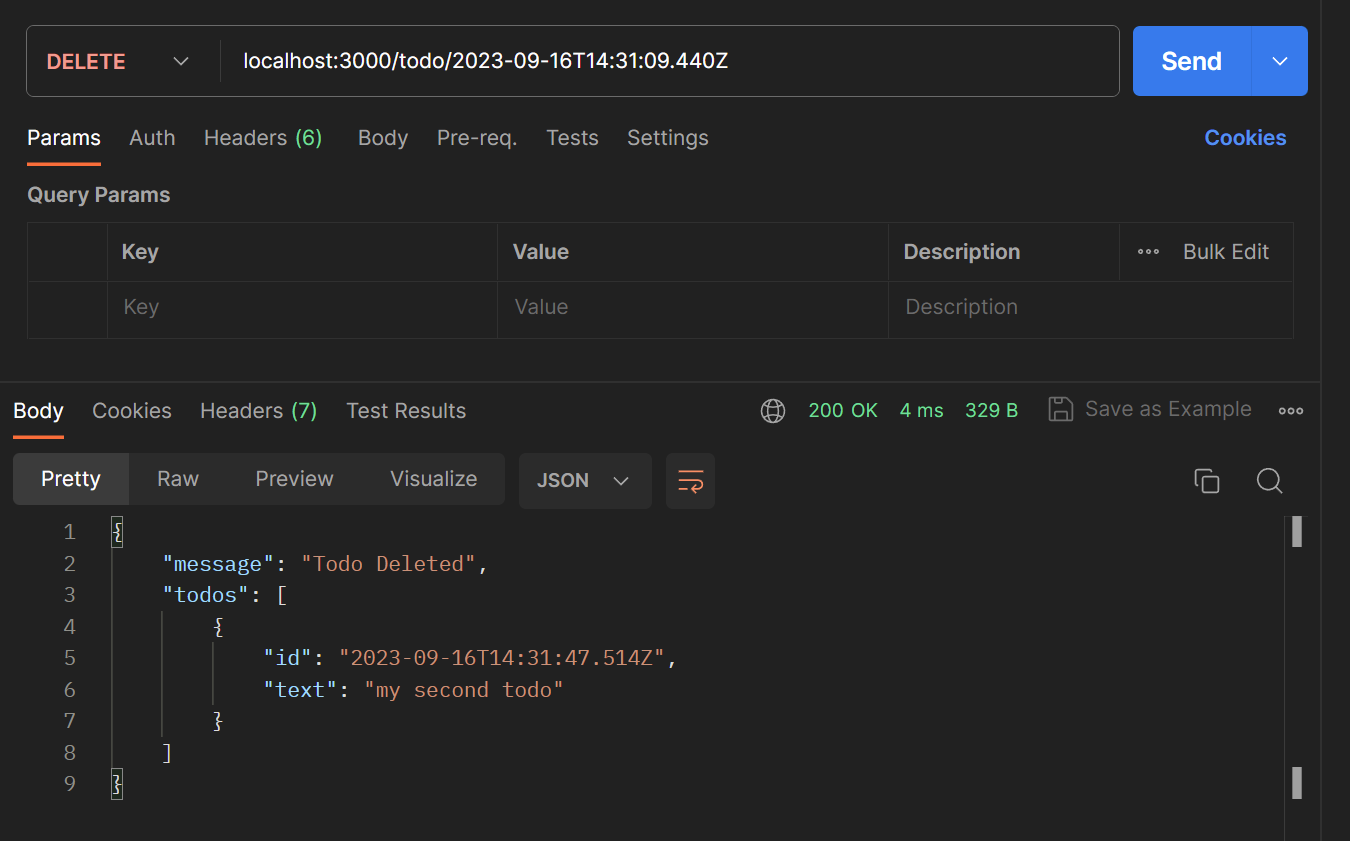 DELETE localhost:3000/todo/2023-09-16T14:31:09.440Z Send
Params Auth Headers (6) Body Pre-req. Tests Settings Cookies
Query Params
Key Value Description ooo Bulk Edit
Key Value Description
Body Cookies Headers (7) Test Results 200 OK 4 ms 329 B Save as Example ooo
Pretty Raw Preview Visualize JSON
1 {
2 "message": "Todo Deleted",
3 "todos": [
4 {
5 "id": "2023-09-16T14:31:47.514Z",
6 "text": "my second todo"
7 }
8 ]
9 }